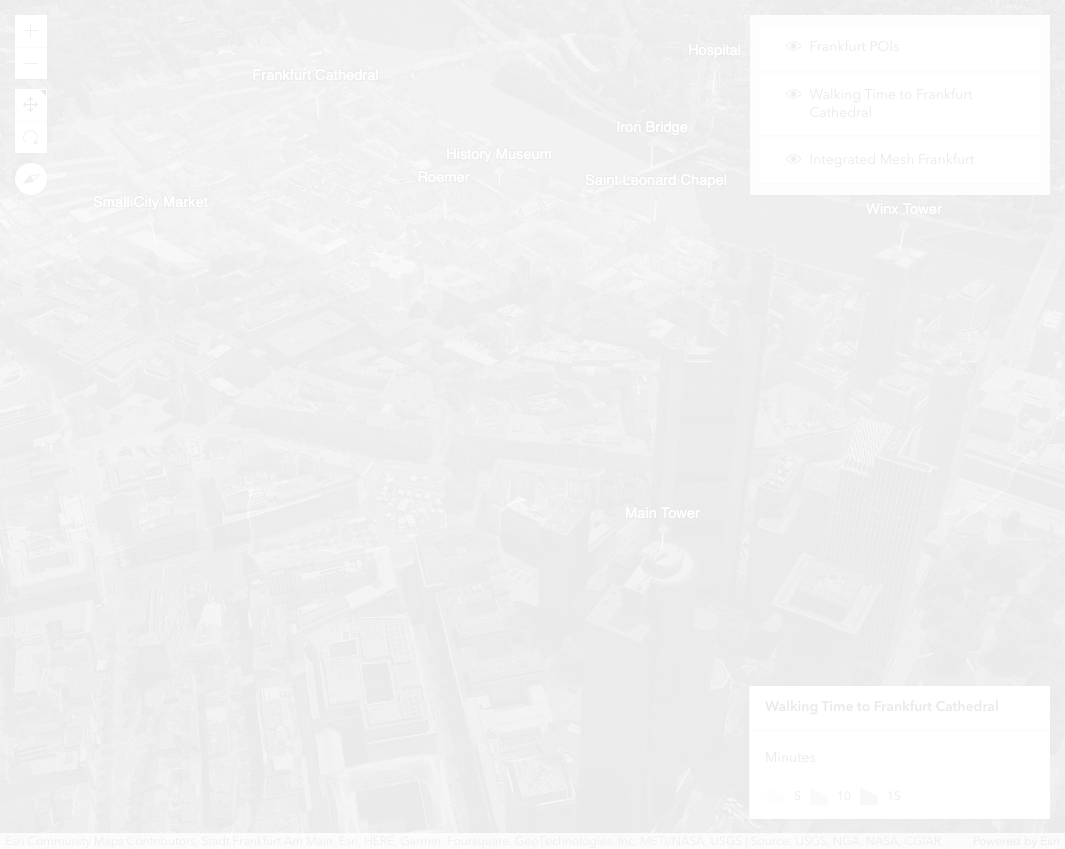 Hospital
Frankfurt POIs
Frankfurt Cathedral
Walking Time to Frankfurt
Cathedral
Iron Bridge
History Museum
Integrated Mesh Frankfurt
Roemer
Saint Leonard Chapel
Small City Market
Winx Tower
Main Tower
Walking Time to Frankfurt Cathedral
Minutes
5 10 15
Esri Community Maps Contributors, Stadt Frankfurt Am Main, Esri, HERE, Garmin, Foursquare, GeoTechnologies, Inc, METI/NASA, USGS | Source: USGS, NGA, NASA, CGIAR, Powered by Esri